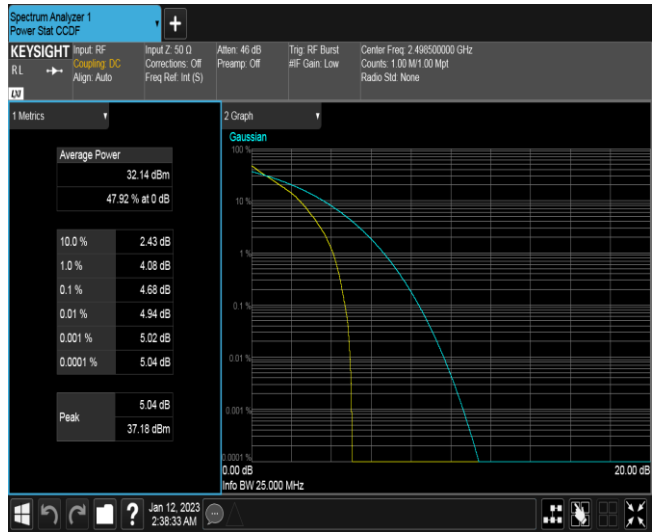 Spectrum Analyzer 1
Power Stat CCDF
+
KEYSIGHT
RL
LXI
Input: RF
Coupling: DC
Align: Auto
Input Z: 50 Ω
Corrections: Off
Freq Ref: Int (S)
Atten: 46 dB
Preamp: Off
Trig: RF Burst
#IF Gain: Low
Center Freq: 2.498500000 GHz
Counts: 1.00 M/1.00 Mpt
Radio Std: None
1 Metrics
Average Power
32.14 dBm
47.92 % at 0 dB
10.0 % 2.43 dB
1.0 % 4.08 dB
0.1 % 4.68 dB
0.01 % 4.94 dB
0.001 % 5.02 dB
0.0001 % 5.04 dB
Peak
5.04 dB
37.18 dBm
2 Graph
Gaussian
100 %
10 %
1 %
0.1 %
0.01 %
0.001 %
0.0001 %
0.00 dB 20.00 dB
Info BW 25.000 MHz
?
Jan 12, 2023
2:38:33 AM